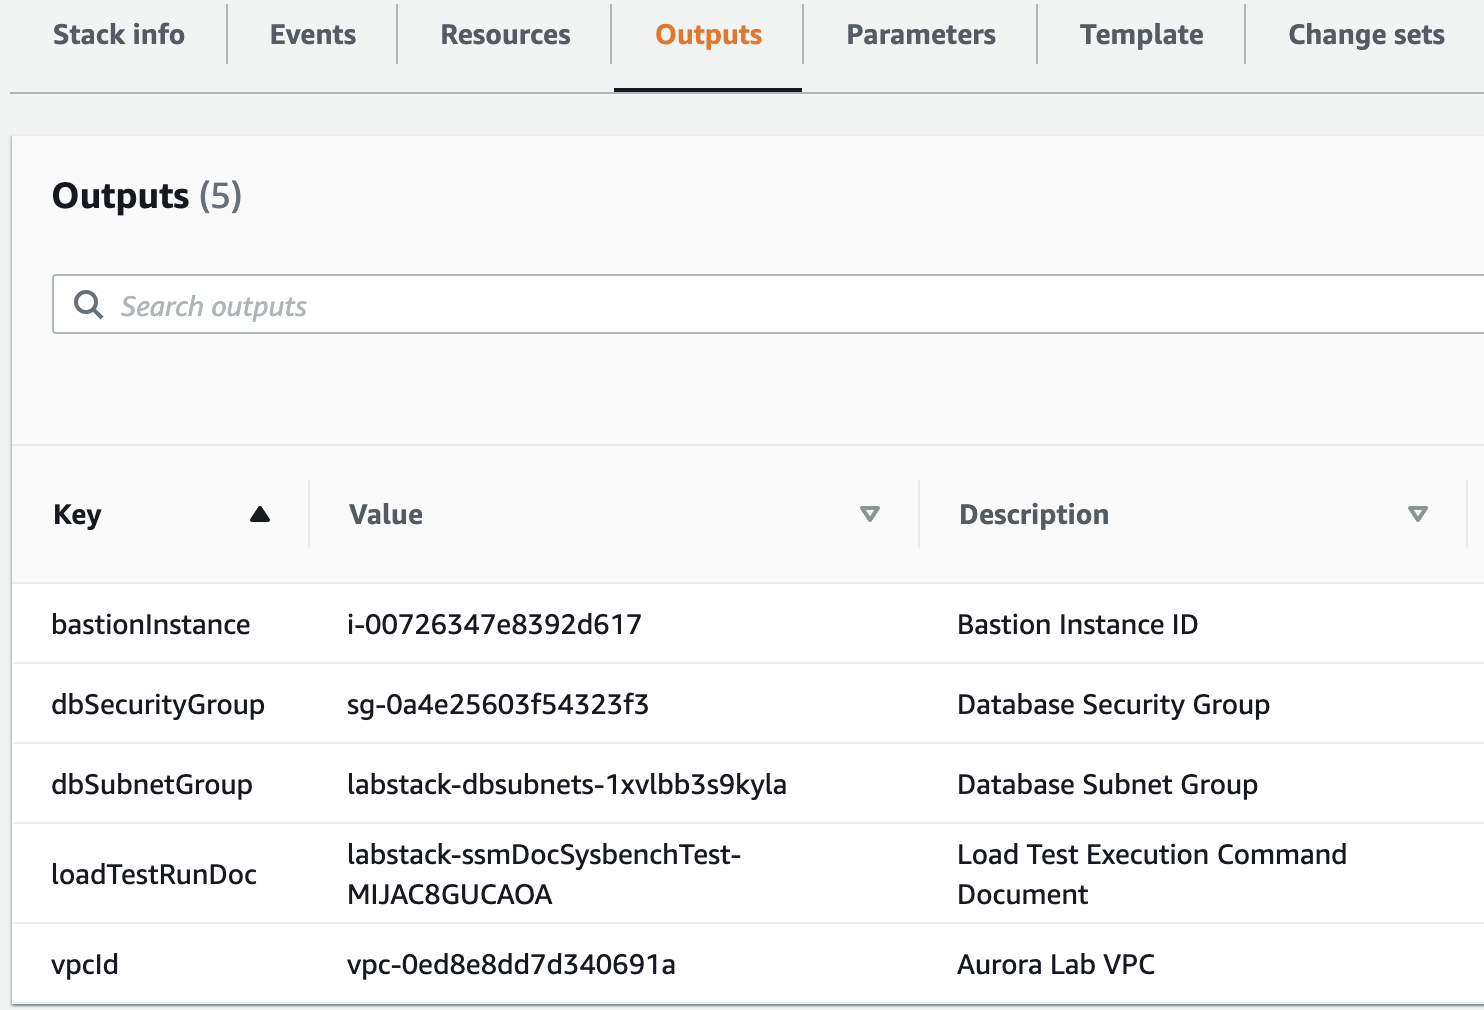 Stack info Events Resources Outputs Parameters Template Change sets
Outputs (5)
Search outputs
Key Value Description
bastionInstance i-00726347e8392d617 Bastion Instance ID
dbSecurityGroup sg-0a4e25603f54323f3 Database Security Group
dbSubnetGroup labstack-dbsubnets-1xvlbb3s9kyla Database Subnet Group
loadTestRunDoc labstack-ssmDocSysbenchTest-MIJAC8GUCAOA Load Test Execution Command Document
vpcId vpc-0ed8e8dd7d340691a Aurora Lab VPC